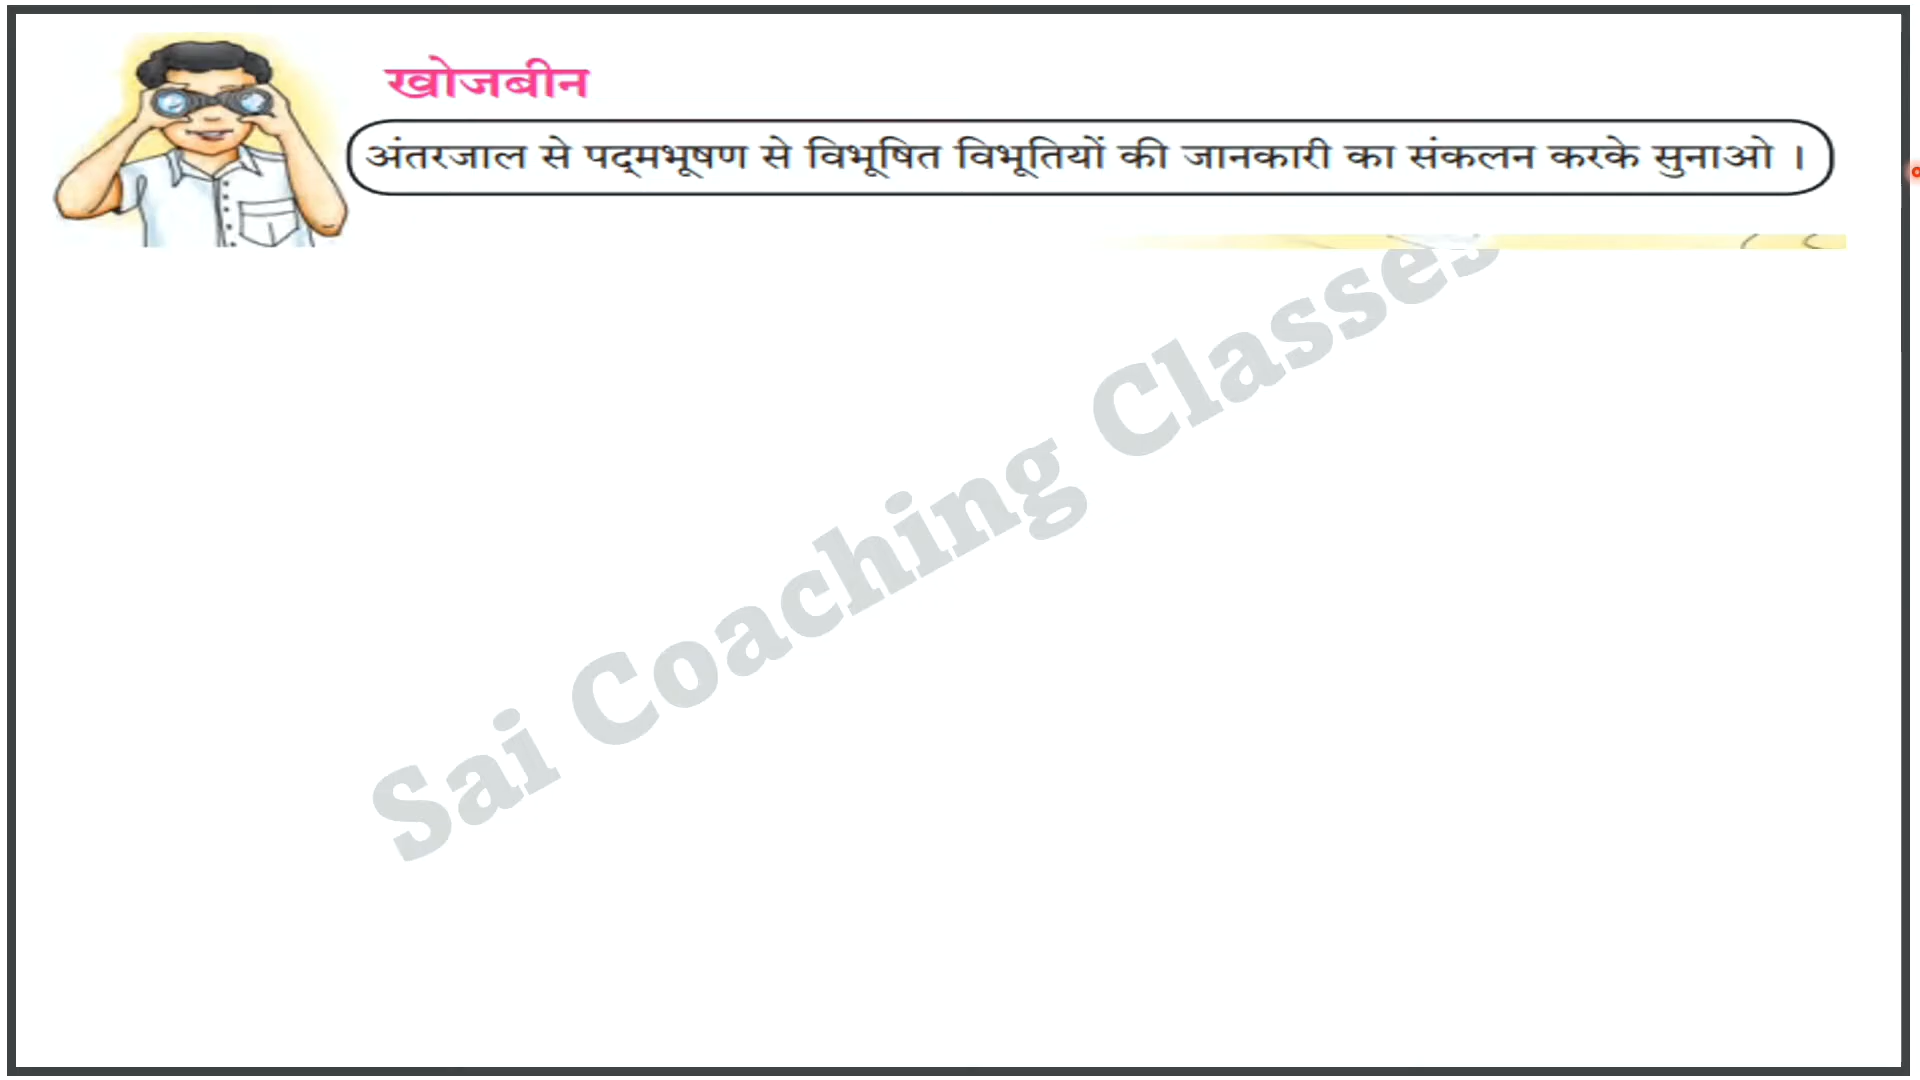 खोजबीन
अंतरजाल से पद्मभूषण से विभूषित विभूतियों की जानकारी का संकलन करके सुनाओ ।
Sai Coaching Classes